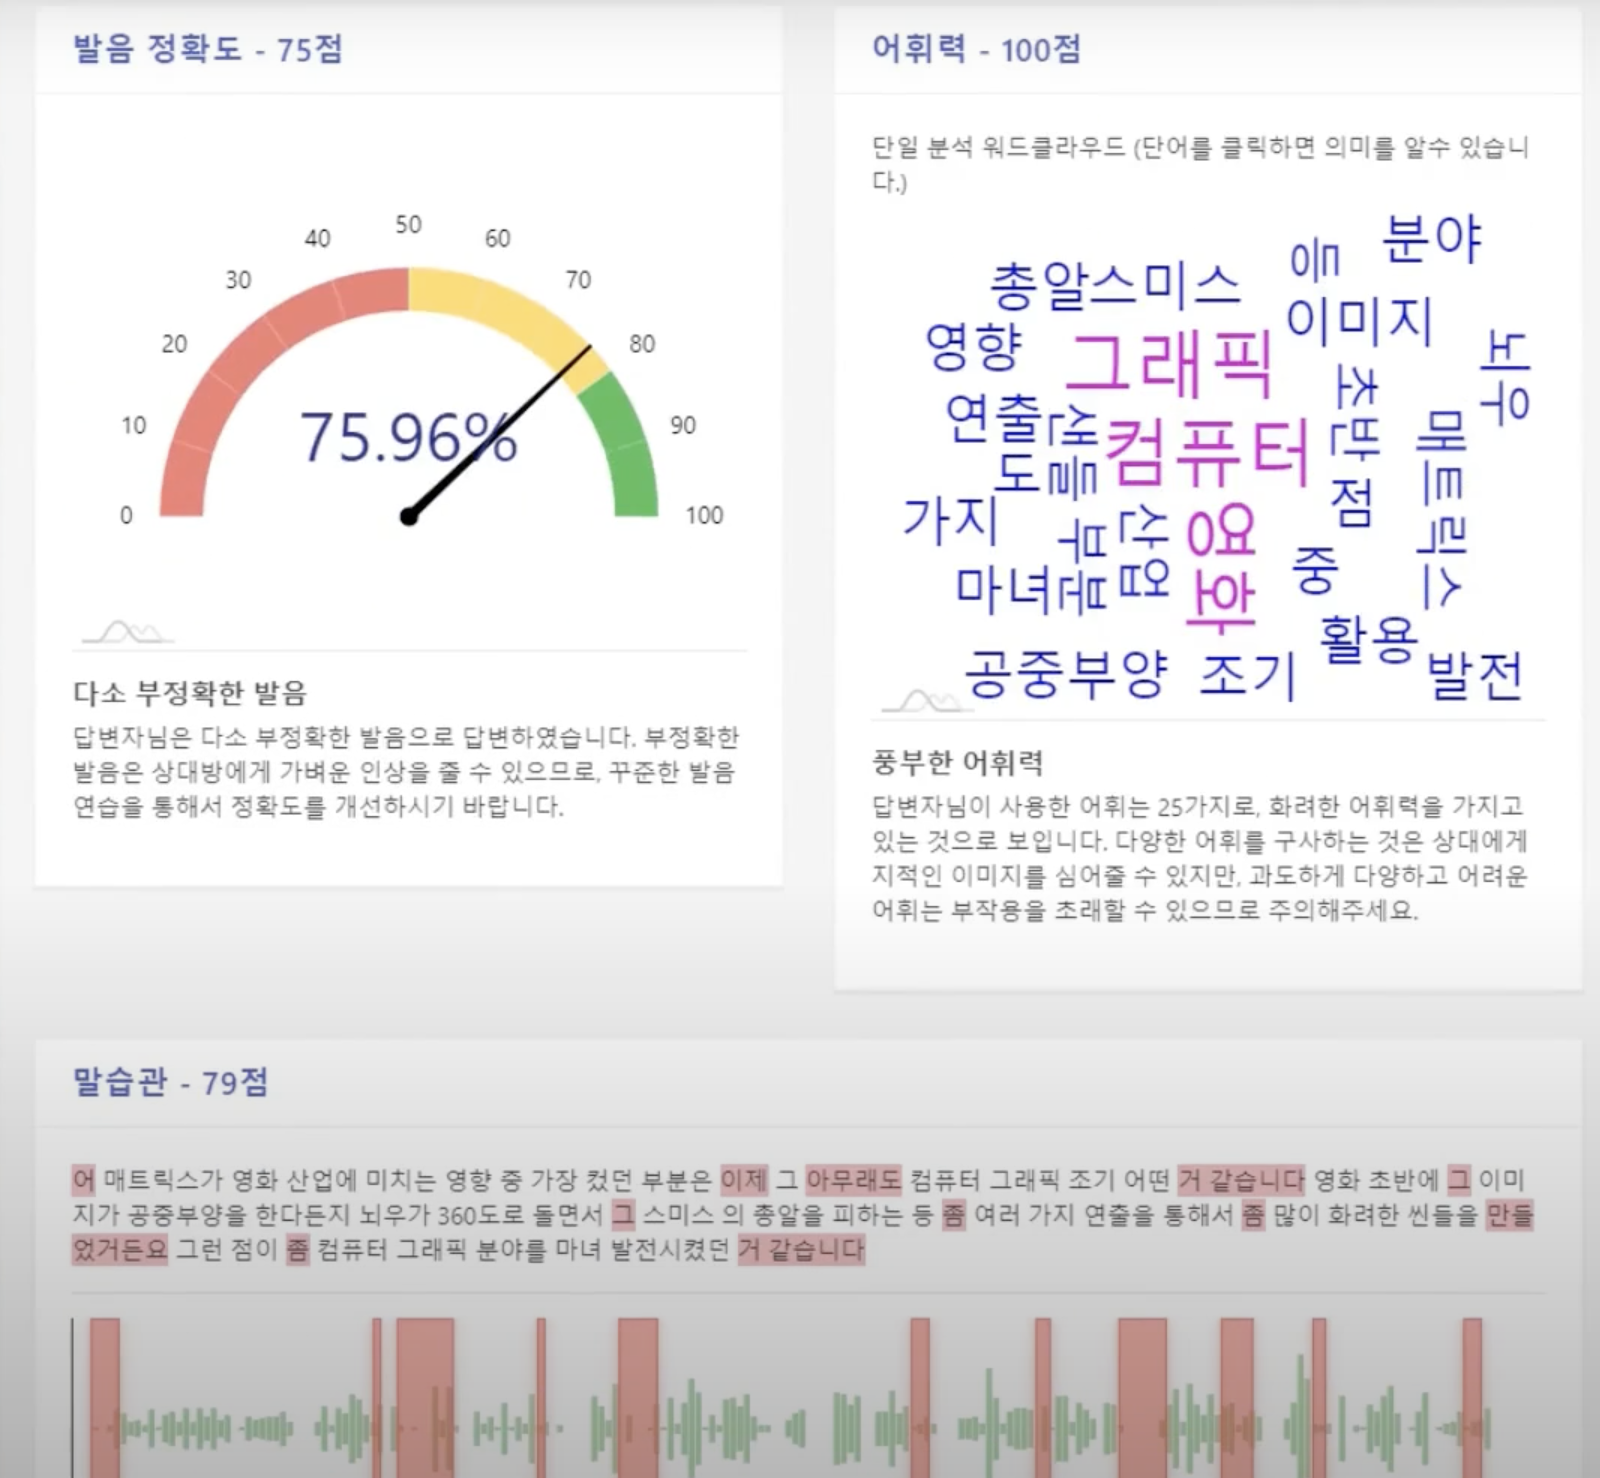 발음 정확도 - 75점
0
10
20
30
40
50
60
70
80
90
100
75.96%
다소 부정확한 발음
답변자님은 다소 부정확한 발음으로 답변하였습니다. 부정확한
발음은 상대방에게 가벼운 인상을 줄 수 있으므로, 꾸준한 발음
연습을 통해서 정확도를 개선하시기 바랍니다.
어휘력 - 100점
단일 분석 워드클라우드 (단어를 클릭하면 의미를 알수 있습니
다.)
분야
등
총알스미스
이미지
영향
그래픽
뇌우
초반
연출
씬들
컴퓨터
매트릭스
도
점
가지
부분
산업
영화
중
마녀
활용
공중부양
조기
발전
풍부한 어휘력
답변자님이 사용한 어휘는 25가지로, 화려한 어휘력을 가지고
있는 것으로 보입니다. 다양한 어휘를 구사하는 것은 상대에게
지적인 이미지를 심어줄 수 있지만, 과도하게 다양하고 어려운
어휘는 부작용을 초래할 수 있으므로 주의해주세요.
말습관 - 79점
어 매트릭스가 영화 산업에 미치는 영향 중 가장 컸던 부분은 이제 그 아무래도 컴퓨터 그래픽 조기 어떤 거 같습니다 영화 초반에 그 이미
지가 공중부양을 한다든지 뇌우가 360도로 돌면서 그 스미스 의 총알을 피하는 등 좀 여러 가지 연출을 통해서 좀 많이 화려한 씬들을 만들
었거든요 그런 점이 좀 컴퓨터 그래픽 분야를 마녀 발전시켰던 거 같습니다